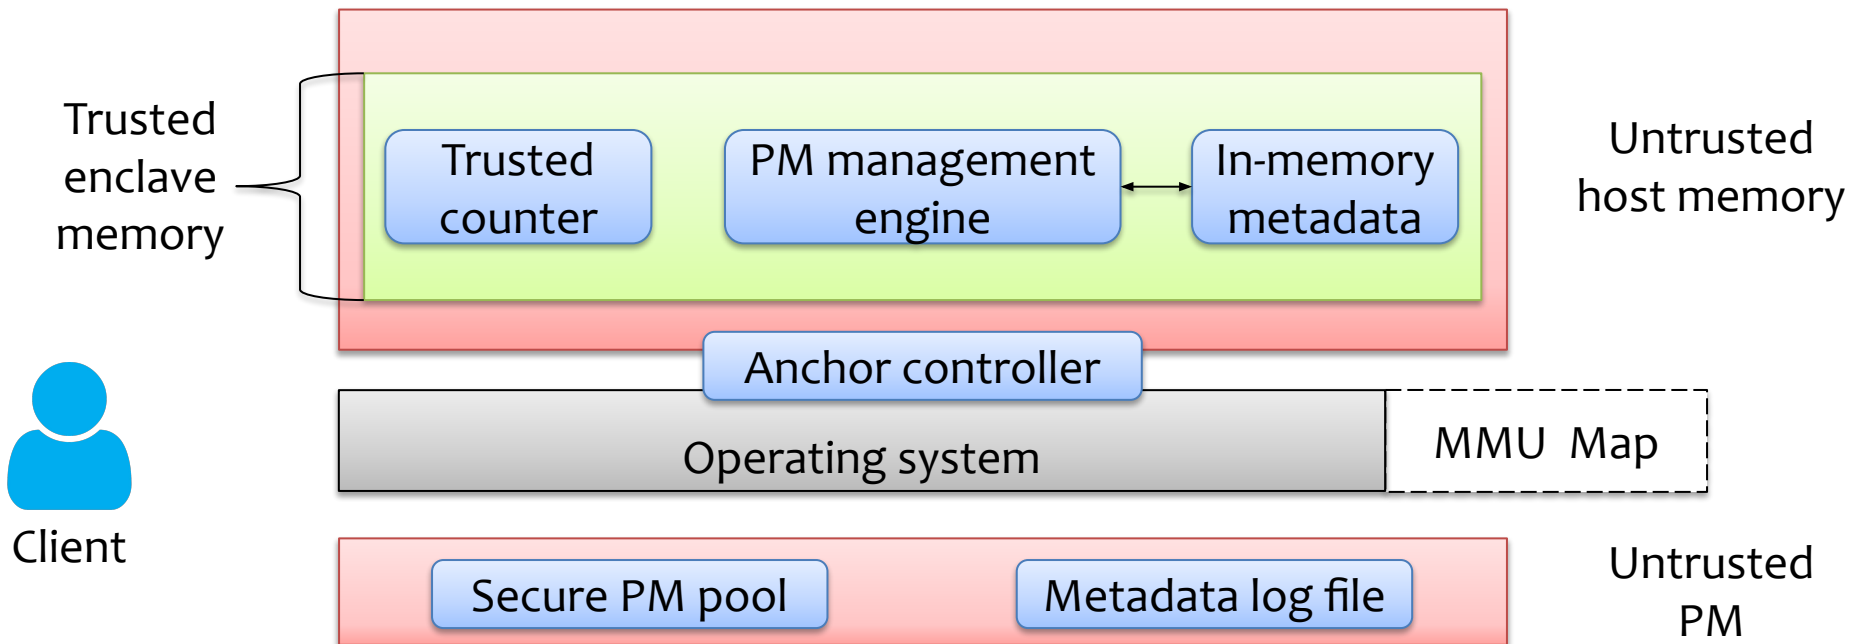 Trusted
enclave
memory
Trusted
counter
PM management
engine
In-memory
metadata
Untrusted
host memory
Anchor controller
Operating system
MMU Map
Client
Secure PM pool
Metadata log file
Untrusted
PM